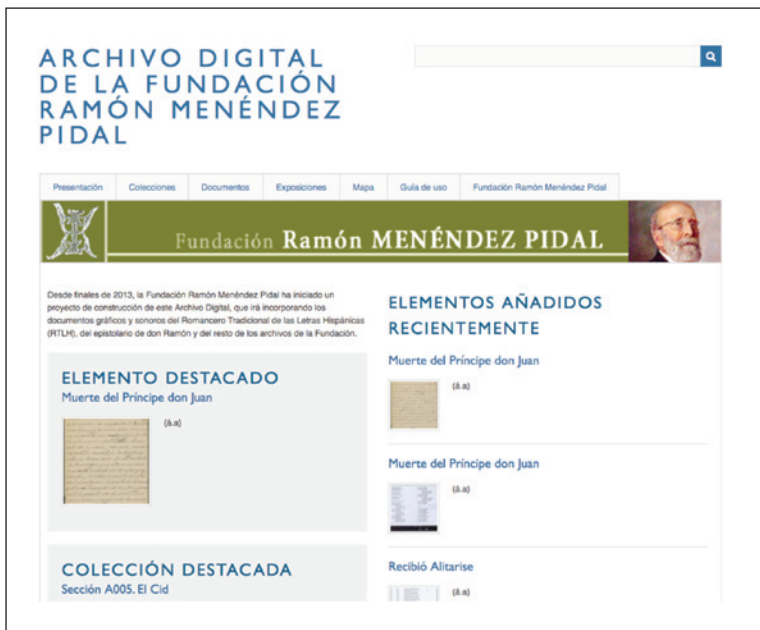 ARCHIVO DIGITAL
DE LA FUNDACIÓN
RAMÓN MENÉNDEZ
PIDAL
Presentación Colecciones Documentos Exposiciones Mapa Guía de uso Fundación Ramón Menéndez Pidal
Fundación Ramón MENÉNDEZ PIDAL
Desde finales de 2013, la Fundación Ramón Menéndez Pidal ha iniciado un
proyecto de construcción de este Archivo Digital, que irá incorporando los
documentos gráficos y sonoros del Romancero Tradicional de las Letras Hispánicas
(RTLH), del epistolario de don Ramón y del resto de los archivos de la Fundación.
ELEMENTO DESTACADO
Muerte del Príncipe don Juan
(á.a)
COLECCIÓN DESTACADA
Sección A005. El Cid
ELEMENTOS AÑADIDOS
RECIENTEMENTE
Muerte del Príncipe don Juan
(á.a)
Muerte del Príncipe don Juan
(á.a)
Recibió Alitarise
(á.a)